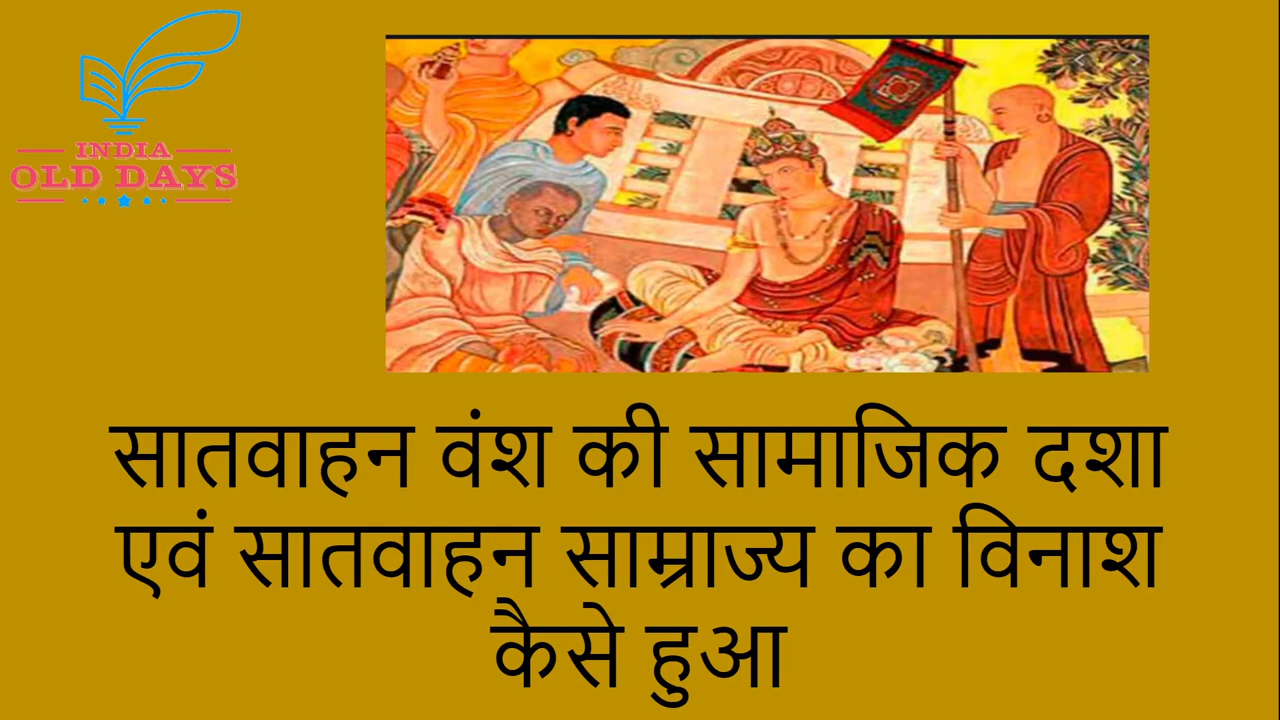 INDIA
OLD DAYS
सातवाहन वंश की सामाजिक दशा
एवं सातवाहन साम्राज्य का विनाश
कैसे हुआ